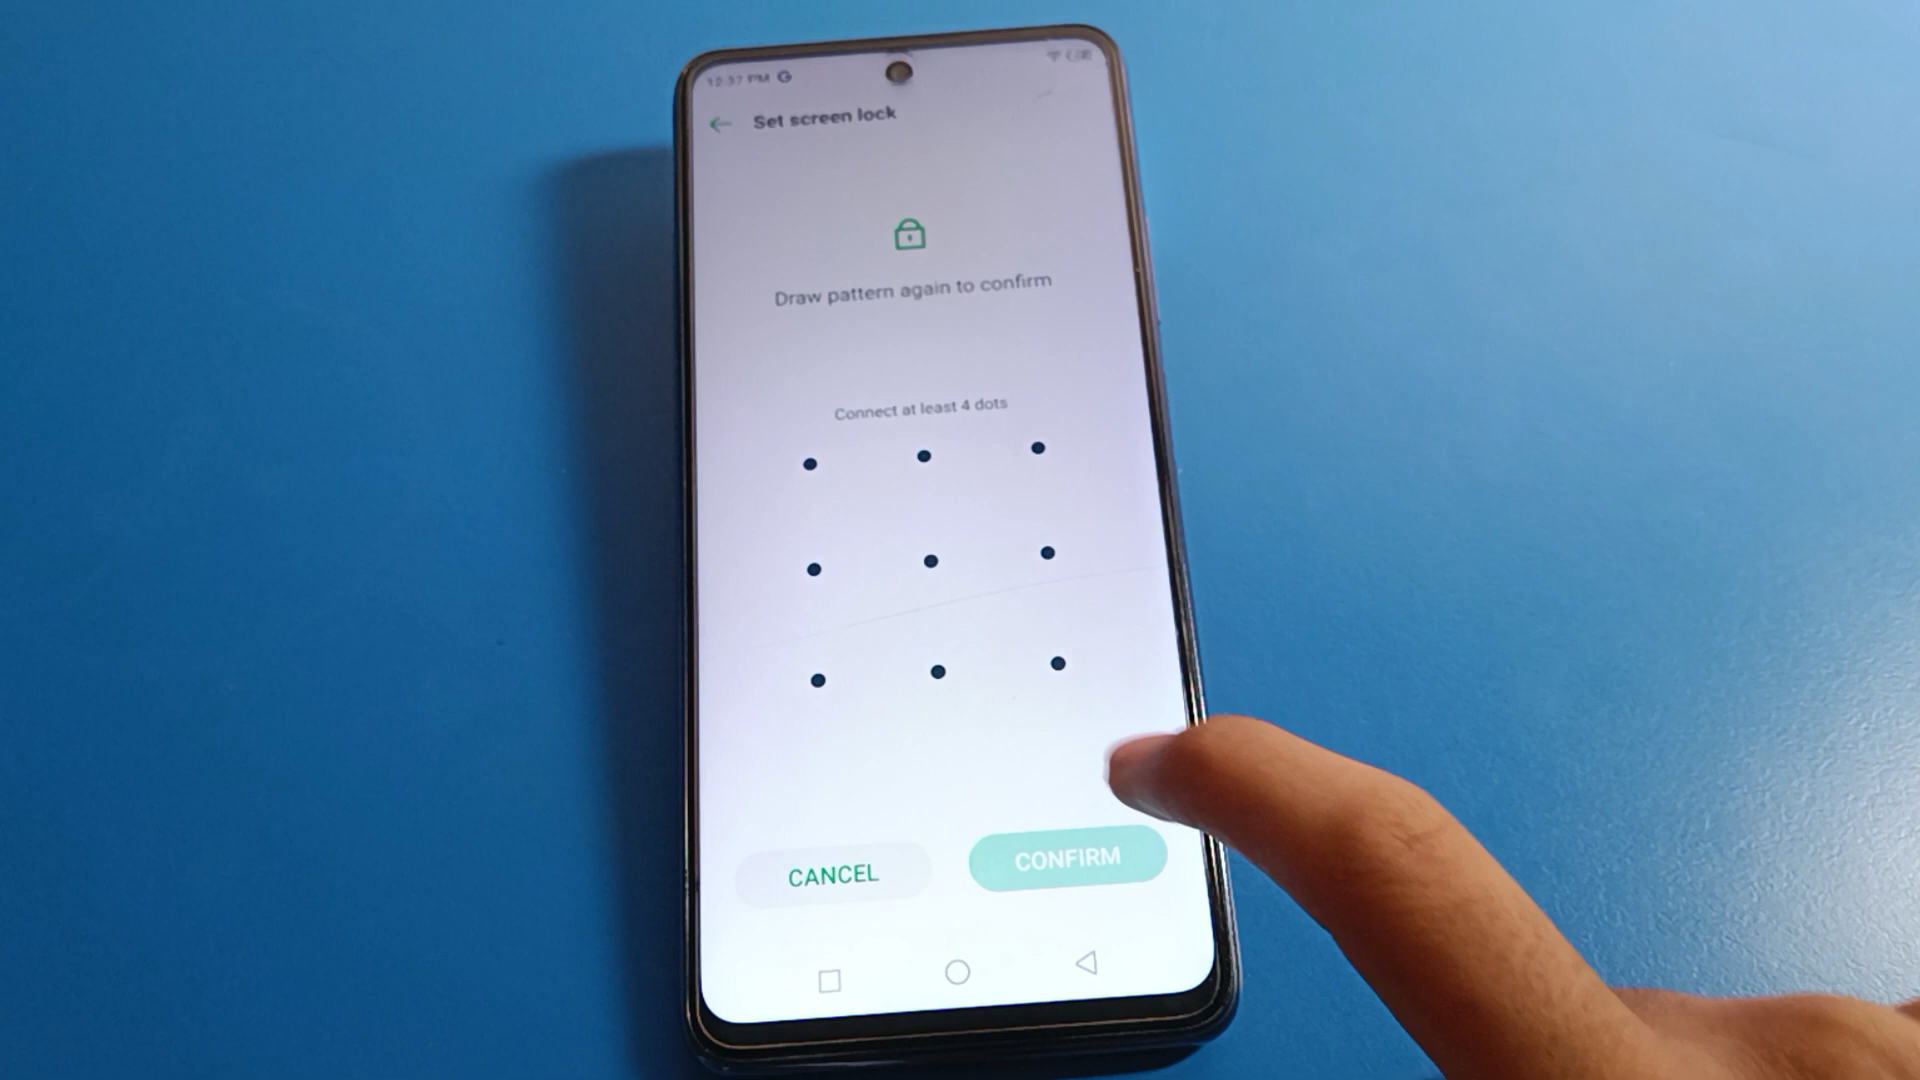 12:37 PM G
Set screen lock
Draw pattern again to confirm
Connect at least 4 dots
CANCEL
CONFIRM